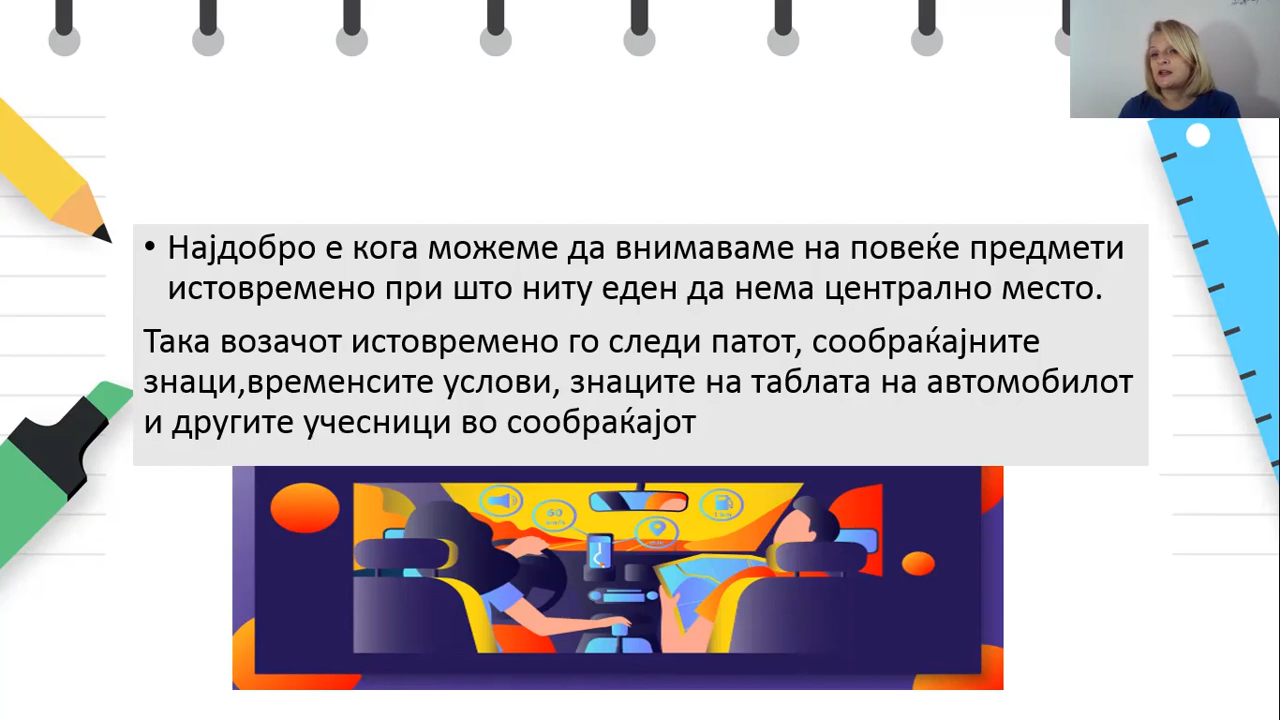 • Најдобро е кога можеме да внимаваме на повеќе предмети
истовремено при што ниту еден да нема централно место.
Така возачот истовремено го следи патот, сообраќајните
знаци,временсите услови, знаците на таблата на автомобилот
и другите учесници во сообраќајот
60